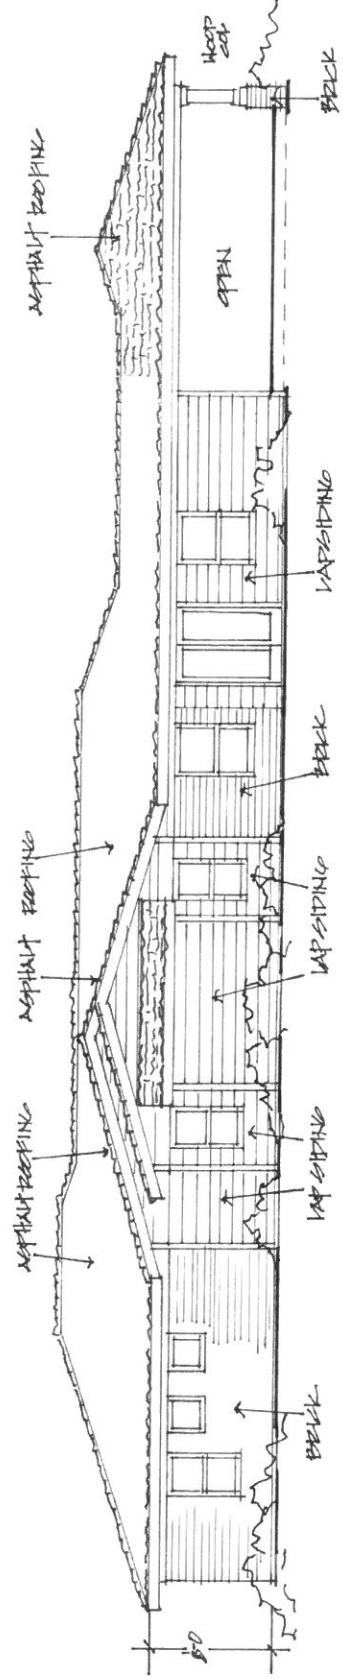 ASPHALT ROOFING
ASPHALT ROOFING
ASPHALT ROOFING
WOOD
COL
OPEN
8'-0
BRICK
LAP SIDING
LAP SIDING
LAP SIDING
BRICK
LAP SIDING
BRICK